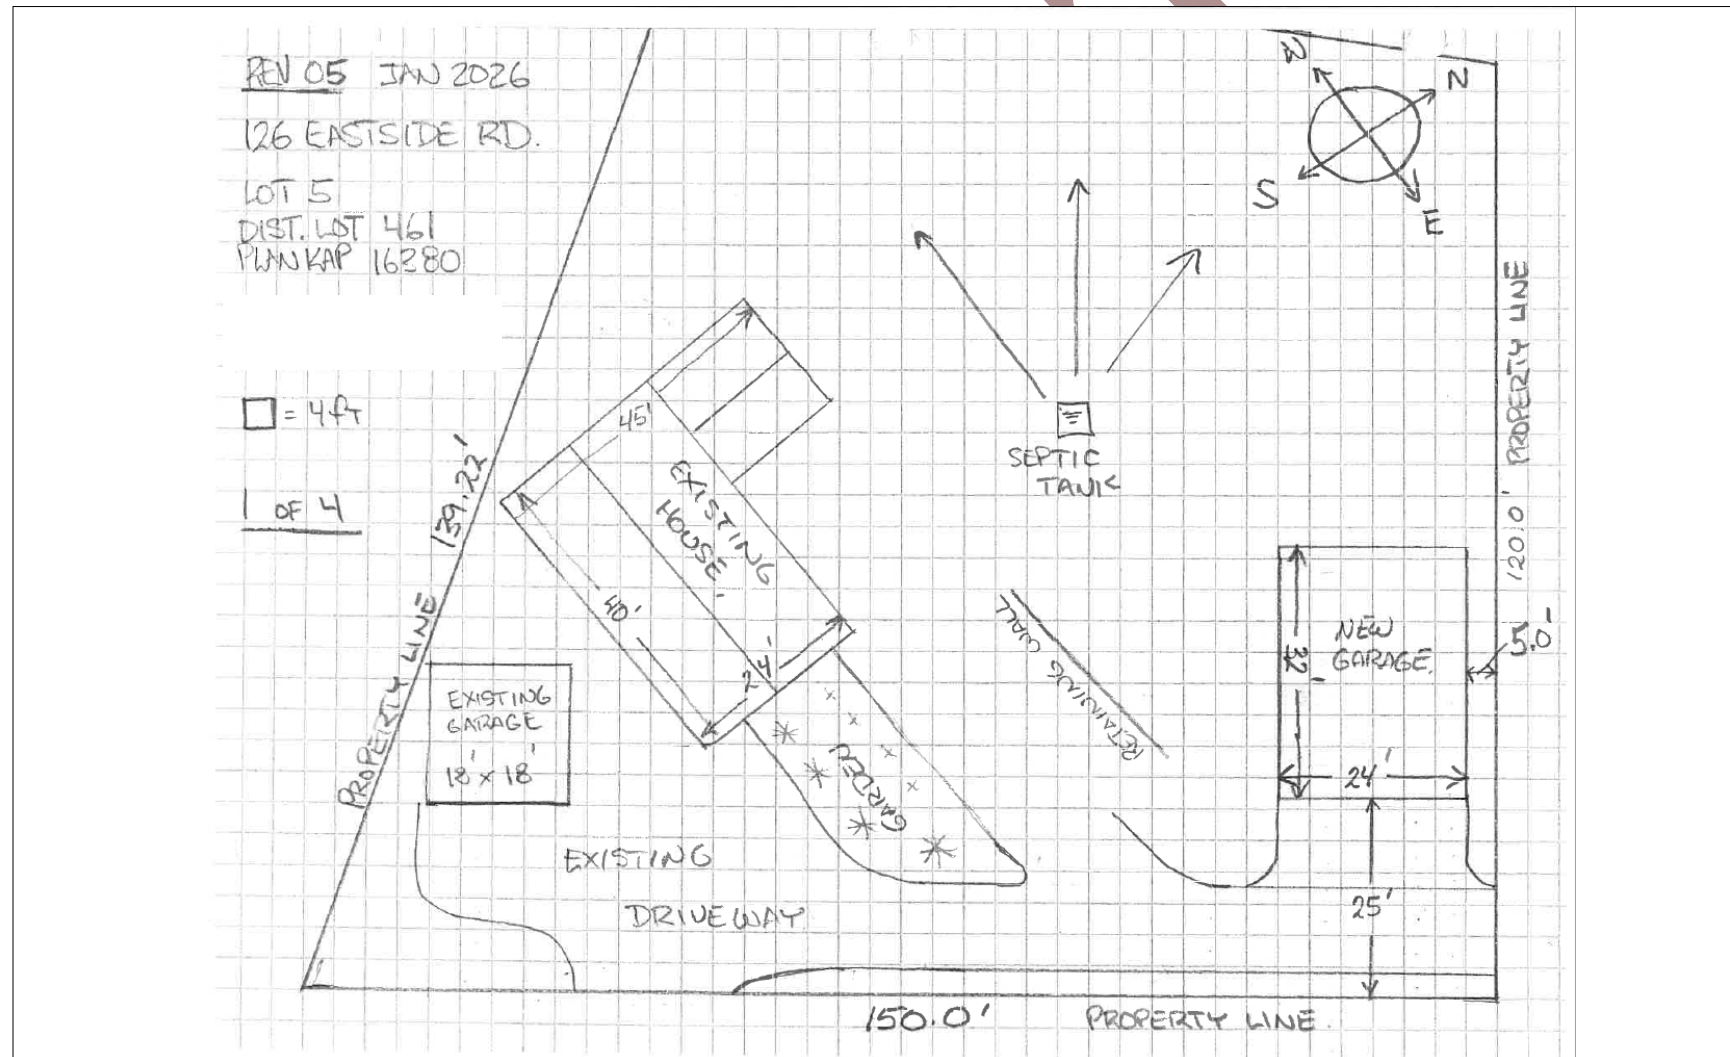 REV 05 JAN 2026
126 EASTSIDE RD.
LOT 5
DIST. LOT 461
PLAN KAP 16380
□ = 4 ft
1 OF 4
W
N
S
E
PROPERTY LINE 139.22'
45'
EXISTING
HOUSE
40'
24'
SEPTIC
TANK
RETAINING WALL
120.0' PROPERTY LINE
NEW
GARAGE.
32'
5.0'
24'
25'
EXISTING
GARAGE
18' x 18'
GARDEN
EXISTING
DRIVEWAY
150.0' PROPERTY LINE.